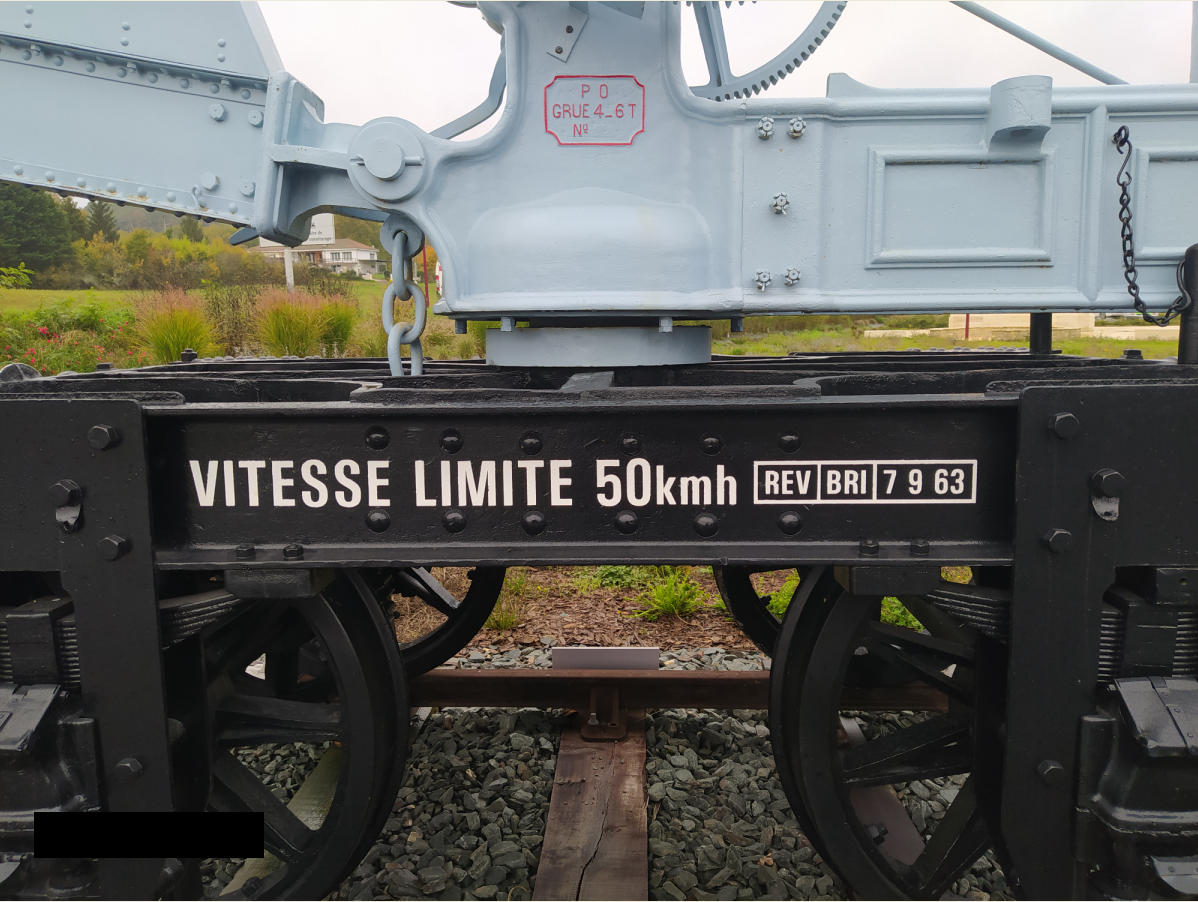 P O
GRUE 4_6 T
Nº
VITESSE LIMITE 50kmh REV BRI 7 9 63